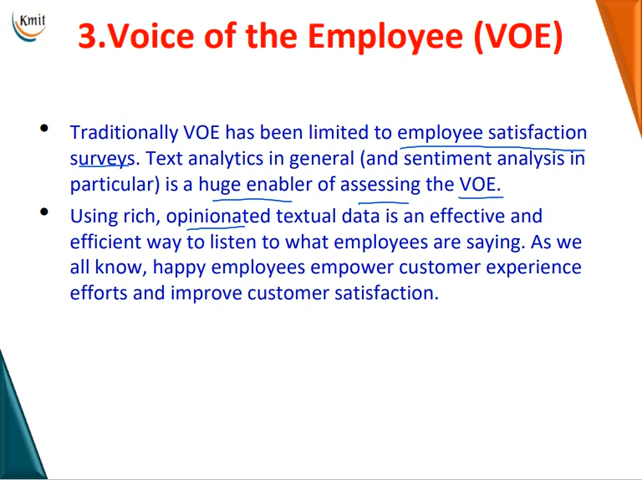 Kmit
3.Voice of the Employee (VOE)
• Traditionally VOE has been limited to employee satisfaction
surveys. Text analytics in general (and sentiment analysis in
particular) is a huge enabler of assessing the VOE.
• Using rich, opinionated textual data is an effective and
efficient way to listen to what employees are saying. As we
all know, happy employees empower customer experience
efforts and improve customer satisfaction.